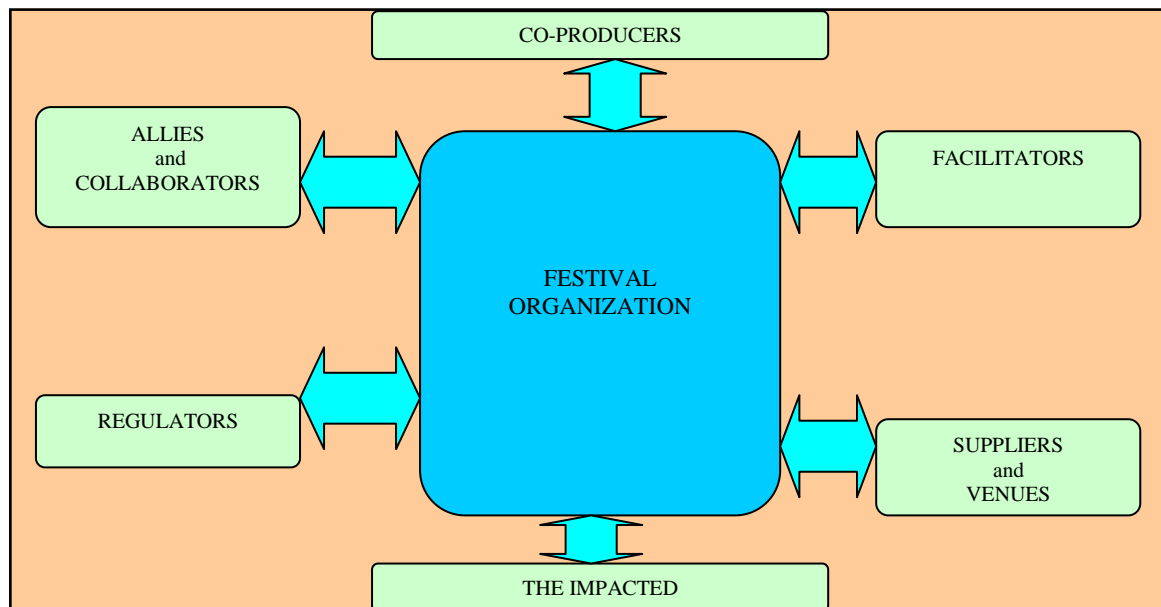 CO-PRODUCERS
ALLIES
and
COLLABORATORS
FACILITATORS
FESTIVAL
ORGANIZATION
REGULATORS
SUPPLIERS
and
VENUES
THE IMPACTED